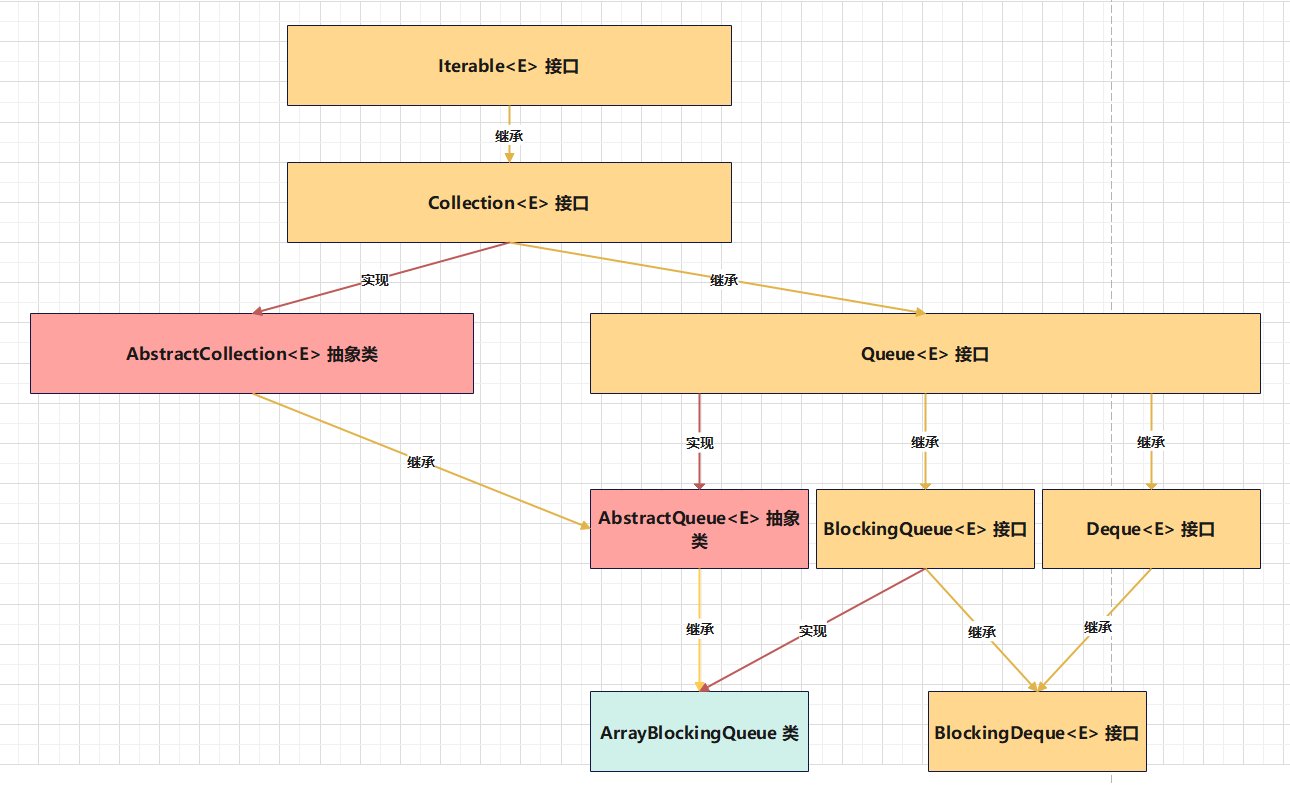 Iterable<E> 接口
继承
Collection<E> 接口
实现
继承
AbstractCollection<E> 抽象类
Queue<E> 接口
继承
实现
继承
继承
AbstractQueue<E> 抽象
类
BlockingQueue<E> 接口
Deque<E> 接口
继承
实现
继承
继承
ArrayBlockingQueue 类
BlockingDeque<E> 接口